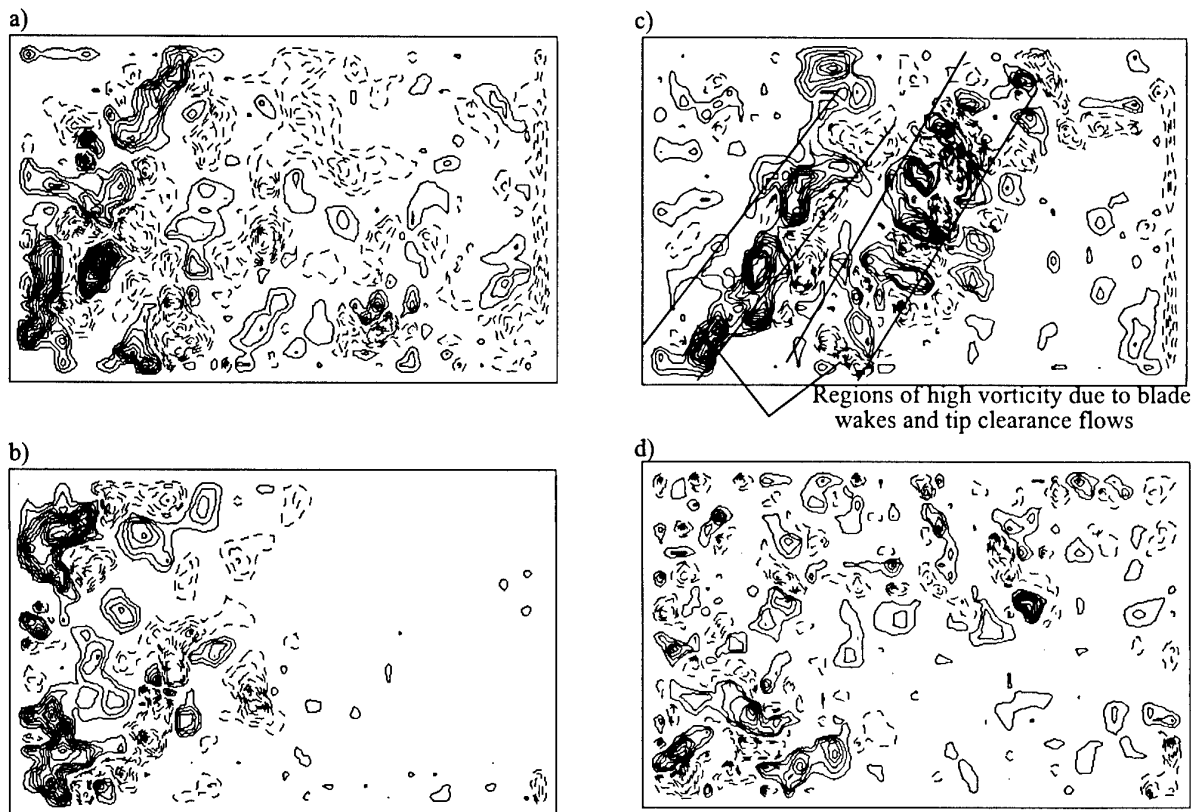 a)
c)
Regions of high vorticity due to blade
wakes and tip clearance flows
b)
d)